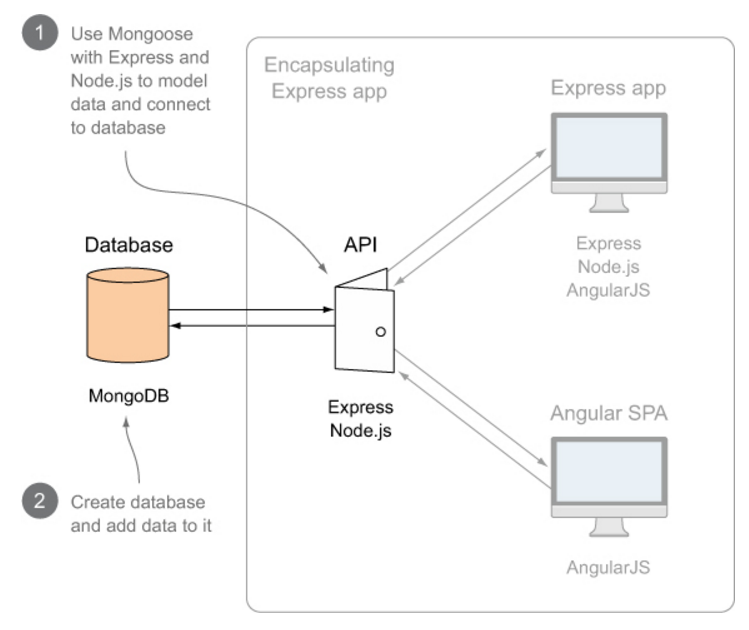 1
Use Mongoose
with Express and
Node.js to model
data and connect
to database
Encapsulating
Express app
Express app
Express
Node.js
AngularJS
Database
API
MongoDB
Express
Node.js
Angular SPA
AngularJS
2
Create database
and add data to it